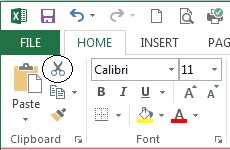 FILE HOME INSERT PAG
Calibri 11
Paste B I U A A
A
Clipboard Font